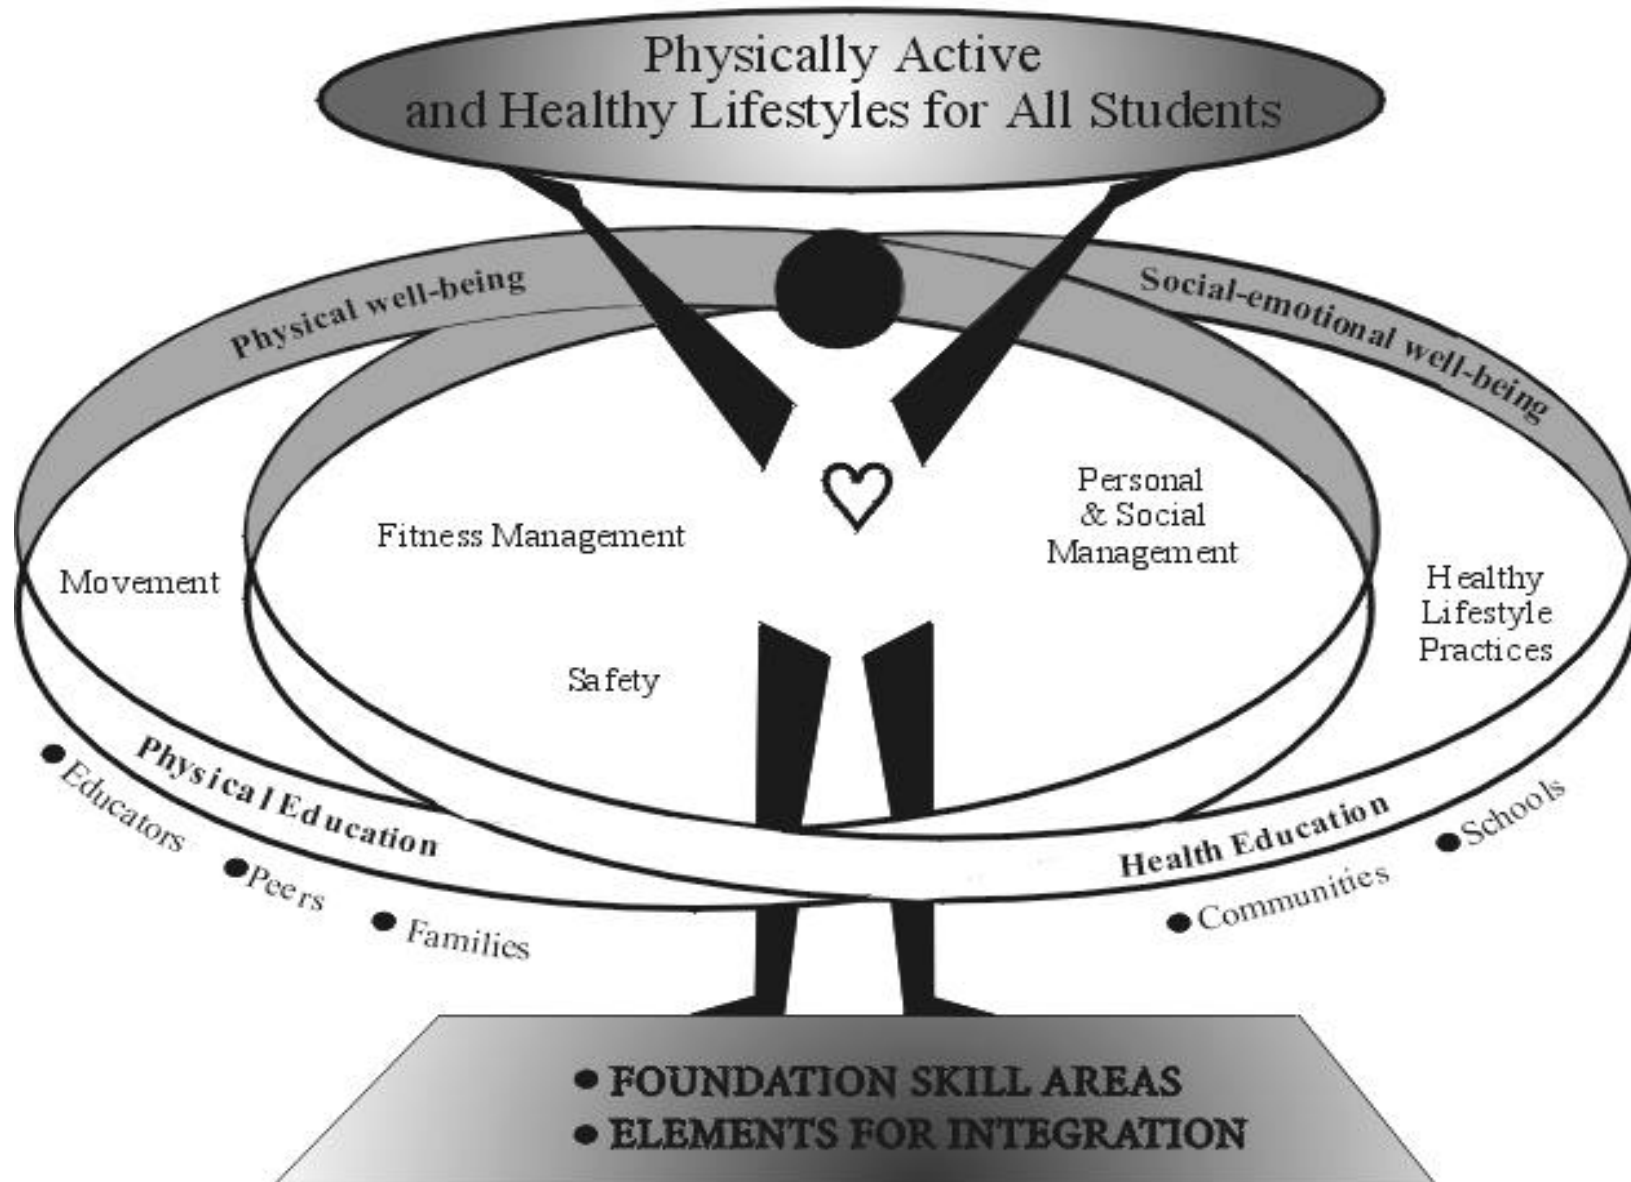 Physically Active
and Healthy Lifestyles for All Students
Physical well-being
Social-emotional well-being
Fitness Management
Personal
& Social
Management
Movement
Healthy
Lifestyle
Practices
Safety
Physical Education
Health Education
• Educators
• Peers
• Families
• Communities
• Schools
• FOUNDATION SKILL AREAS
• ELEMENTS FOR INTEGRATION